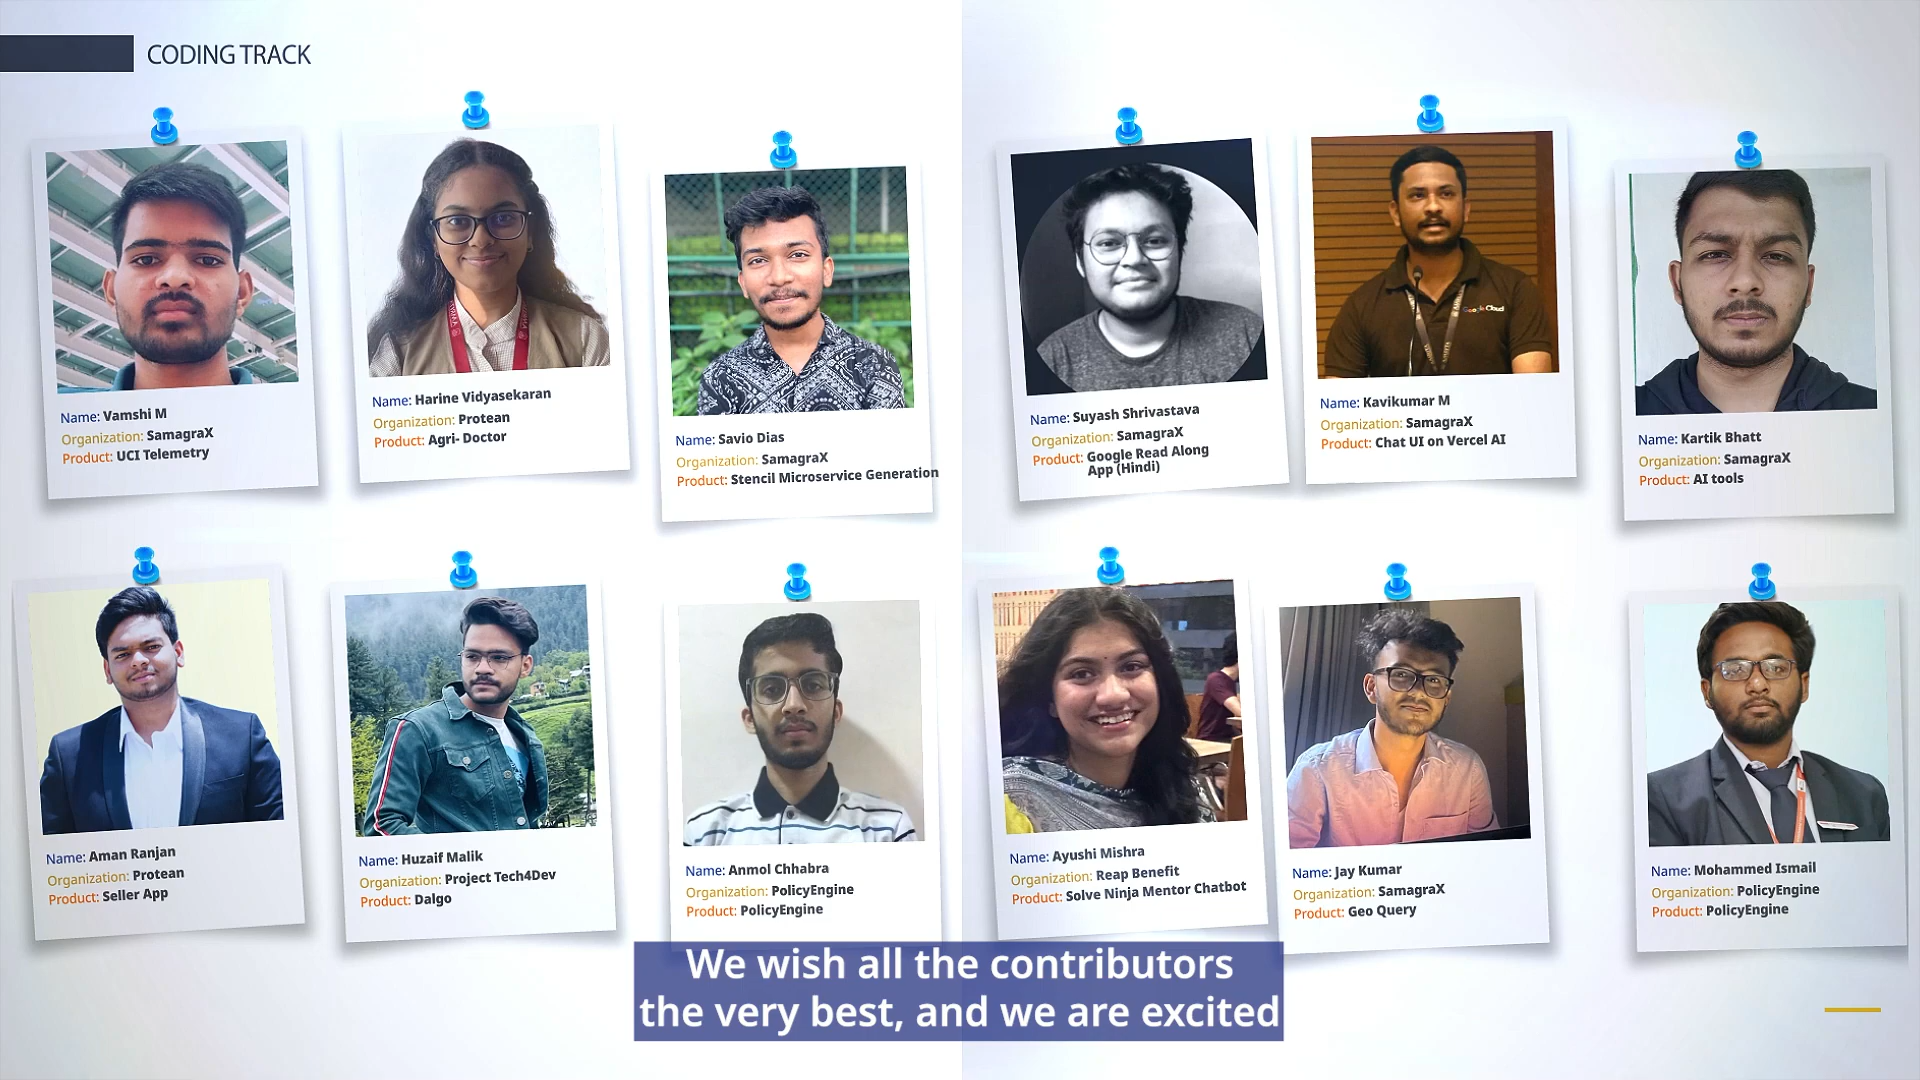 CODING TRACK
Name: Vamshi M
Organization: SamagraX
Product: UCI Telemetry
Name: Harine Vidyasekaran
Organization: Protean
Product: Agri- Doctor
Name: Savio Dias
Organization: SamagraX
Product: Stencil Microservice Generation
Name: Suyash Shrivastava
Organization: SamagraX
Product: Google Read Along
App (Hindi)
Google Cloud
Name: Kavikumar M
Organization: SamagraX
Product: Chat UI on Vercel AI
Name: Kartik Bhatt
Organization: SamagraX
Product: AI tools
Name: Aman Ranjan
Organization: Protean
Product: Seller App
Name: Huzaif Malik
Organization: Project Tech4Dev
Product: Dalgo
Name: Anmol Chhabra
Organization: PolicyEngine
Product: PolicyEngine
Name: Ayushi Mishra
Organization: Reap Benefit
Product: Solve Ninja Mentor Chatbot
Name: Jay Kumar
Organization: SamagraX
Product: Geo Query
Name: Mohammed Ismail
Organization: PolicyEngine
Product: PolicyEngine
We wish all the contributors
the very best, and we are excited